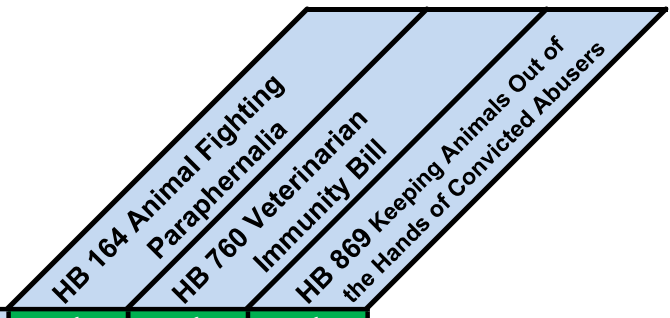 HB 164 Animal Fighting
Paraphernalia
HB 760 Veterinarian
Immunity Bill
HB 869 Keeping Animals Out of
the Hands of Convicted Abusers